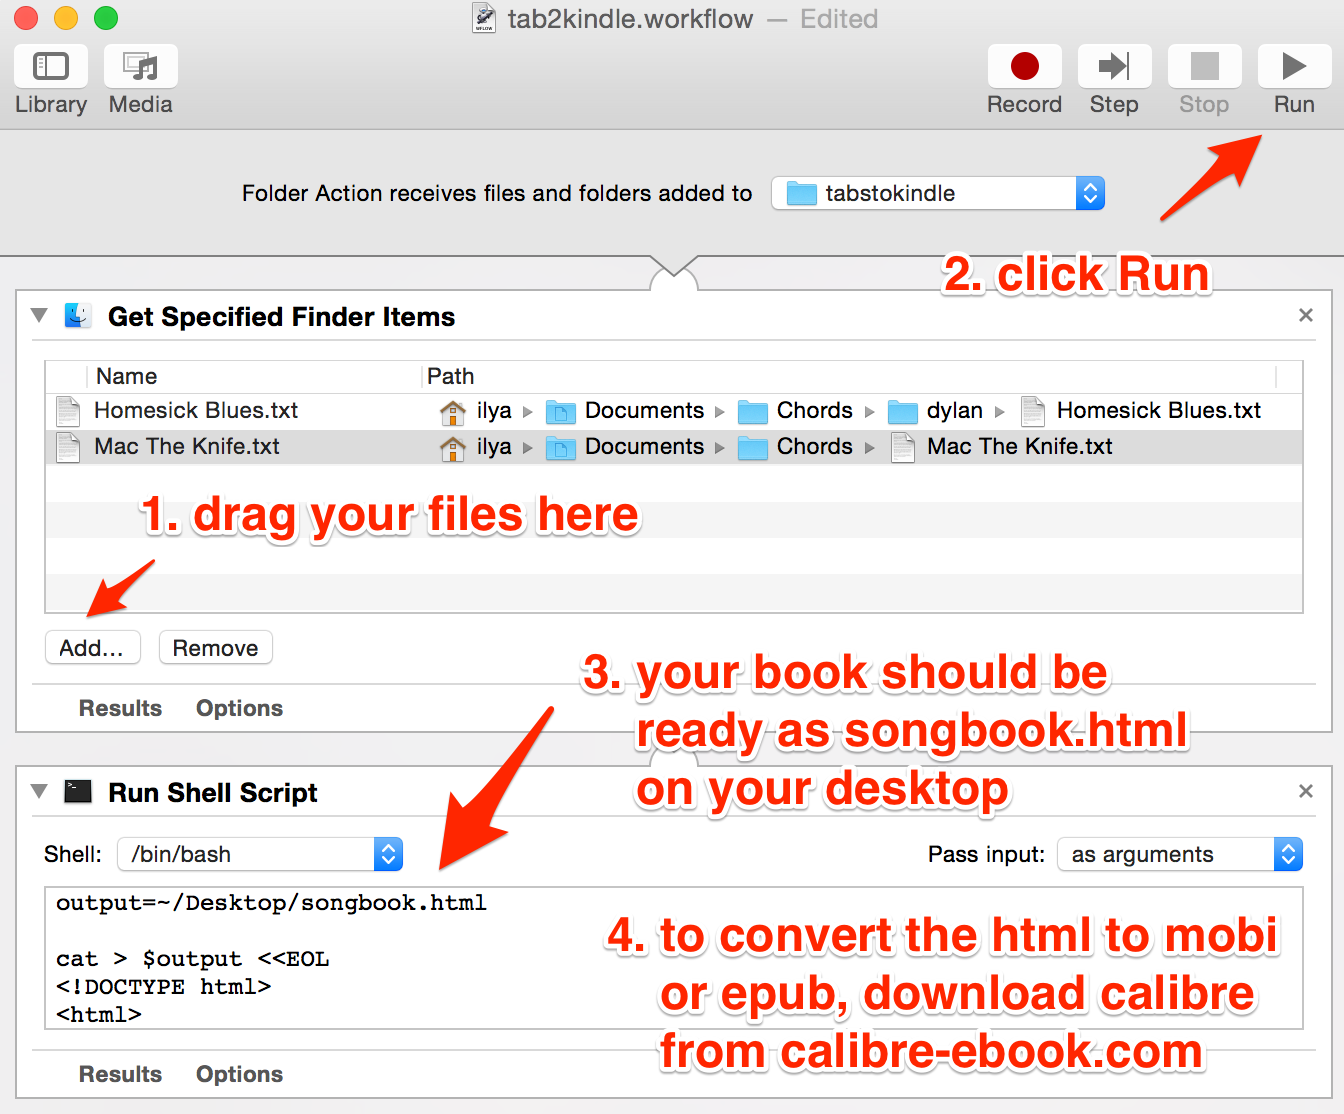 tab2kindle.workflow — Edited
Library Media Record Step Stop Run
Folder Action receives files and folders added to tabstokindle
2. click Run
Get Specified Finder Items
Name Path
Homesick Blues.txt ilya Documents Chords dylan Homesick Blues.txt
Mac The Knife.txt ilya Documents Chords Mac The Knife.txt
1. drag your files here
Add... Remove
Results Options
3. your book should be
ready as songbook.html
on your desktop
Run Shell Script
Shell: /bin/bash Pass input: as arguments
output=~/Desktop/songbook.html
cat > $output <<EOL
<!DOCTYPE html>
<html>
4. to convert the html to mobi
or epub, download calibre
from calibre-ebook.com
Results Options